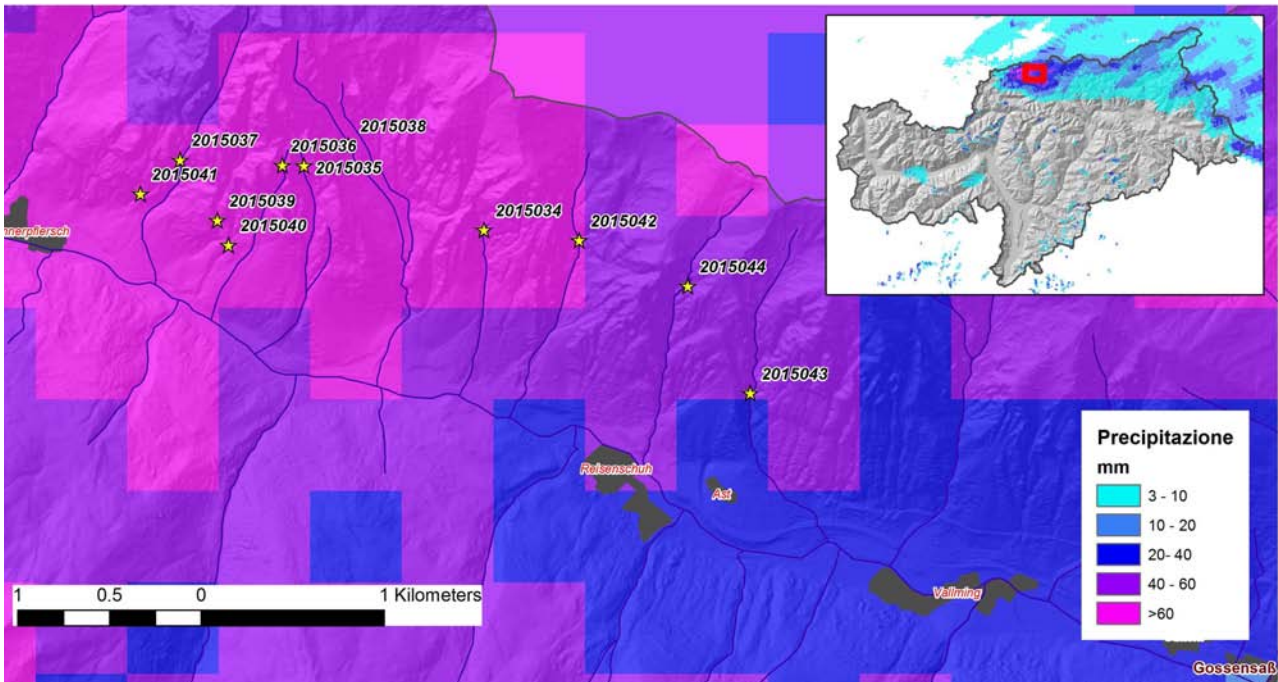 2015038
2015037
2015036
2015035
2015041
2015039
2015040
2015034
2015042
2015044
2015043
nnerpflersch
Reisenschuh
Ast
Vallming
Gossensaß
1 0.5 0 1 Kilometers
Precipitazione
mm
3 - 10
10 - 20
20- 40
40 - 60
>60